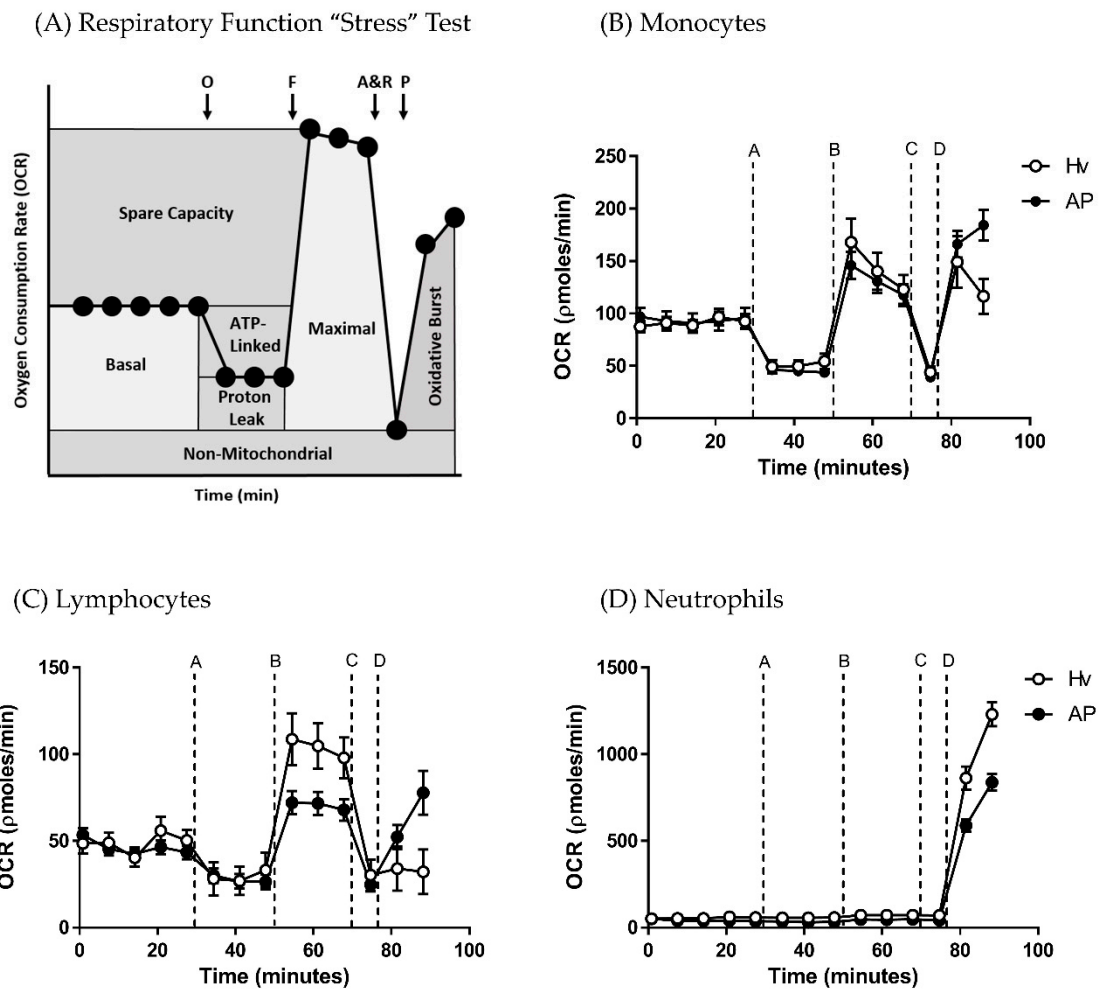 (A) Respiratory Function “Stress” Test
O F A&R P
Oxygen Consumption Rate (OCR)
Spare Capacity
ATP-
Linked
Basal
Maximal
Oxidative Burst
Proton
Leak
Non-Mitochondrial
Time (min)
(B) Monocytes
A B C D
Hv
AP
OCR (ρmoles/min)
250
200
150
100
50
0
0 20 40 60 80 100
Time (minutes)
(C) Lymphocytes
A B C D
OCR (ρmoles/min)
150
100
50
0
0 20 40 60 80 100
Time (minutes)
(D) Neutrophils
A B C D
Hv
AP
OCR (ρmoles/min)
1500
1000
500
0
0 20 40 60 80 100
Time (minutes)